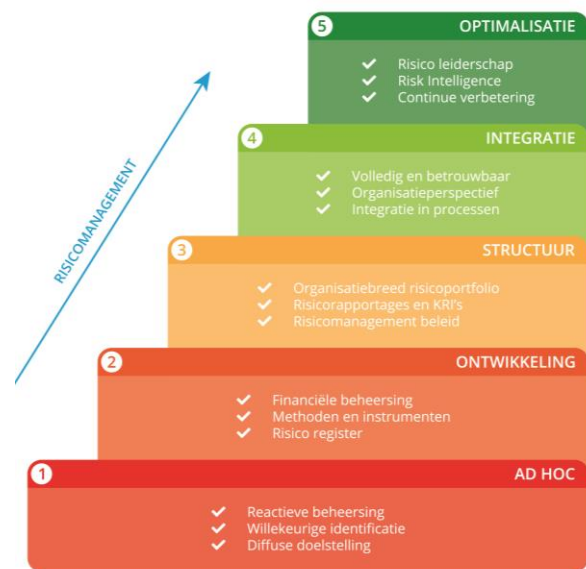 5 OPTIMALISATIE
Risico leiderschap
Risk Intelligence
Continue verbetering
4 INTEGRATIE
Volledig en betrouwbaar
Organisatieperspectief
Integratie in processen
RISICOMANAGEMENT
3 STRUCTUUR
Organisatiebreed risicoportfolio
Risicorapportages en KRI's
Risicomanagement beleid
2 ONTWIKKELING
Financiële beheersing
Methoden en instrumenten
Risico register
1 AD HOC
Reactieve beheersing
Willekeurige identificatie
Diffuse doelstelling